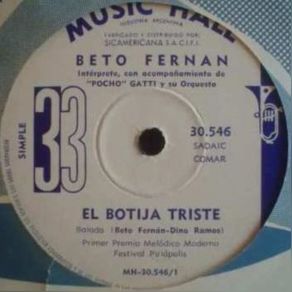 MUSIC HALL
INDUSTRIA ARGENTINA
FABRICADO Y DISTRIBUIDO POR:
SICAMERICANA S.A.C.I.F.I.
BETO FERNAN
Intérprete, con acompañamiento de
"POCHO" GATTI y su Orquesta
SIMPLE
33
30.546
SADAIC
COMAR
EL BOTIJA TRISTE
Balada (Beto Fernán-Dino Ramos)
Primer Premio Melódico Moderno
Festival Piriápolis
MH-30.546/1